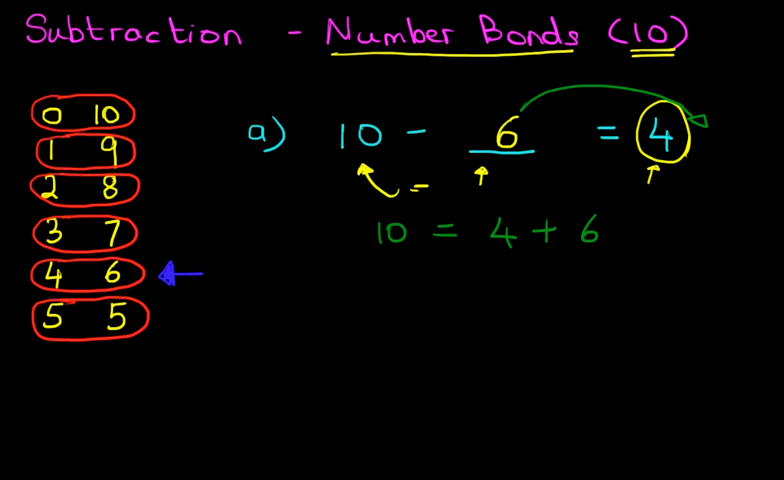 Subtraction - Number Bonds (10)
0 10
1 9
2 8
3 7
4 6
5 5
a) 10 - 6 = 4
=
10 = 4 + 6